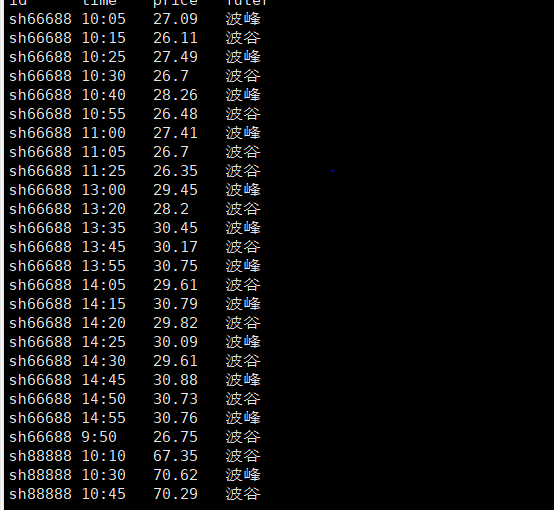 id time price ruler
sh66688 10:05 27.09 波峰
sh66688 10:15 26.11 波谷
sh66688 10:25 27.49 波峰
sh66688 10:30 26.7 波谷
sh66688 10:40 28.26 波峰
sh66688 10:55 26.48 波谷
sh66688 11:00 27.41 波峰
sh66688 11:05 26.7 波谷
sh66688 11:25 26.35 波谷
sh66688 13:00 29.45 波峰
sh66688 13:20 28.2 波谷
sh66688 13:35 30.45 波峰
sh66688 13:45 30.17 波谷
sh66688 13:55 30.75 波峰
sh66688 14:05 29.61 波谷
sh66688 14:15 30.79 波峰
sh66688 14:20 29.82 波谷
sh66688 14:25 30.09 波峰
sh66688 14:30 29.61 波谷
sh66688 14:45 30.88 波峰
sh66688 14:50 30.73 波谷
sh66688 14:55 30.76 波峰
sh66688 9:50 26.75 波谷
sh88888 10:10 67.35 波谷
sh88888 10:30 70.62 波峰
sh88888 10:45 70.29 波谷